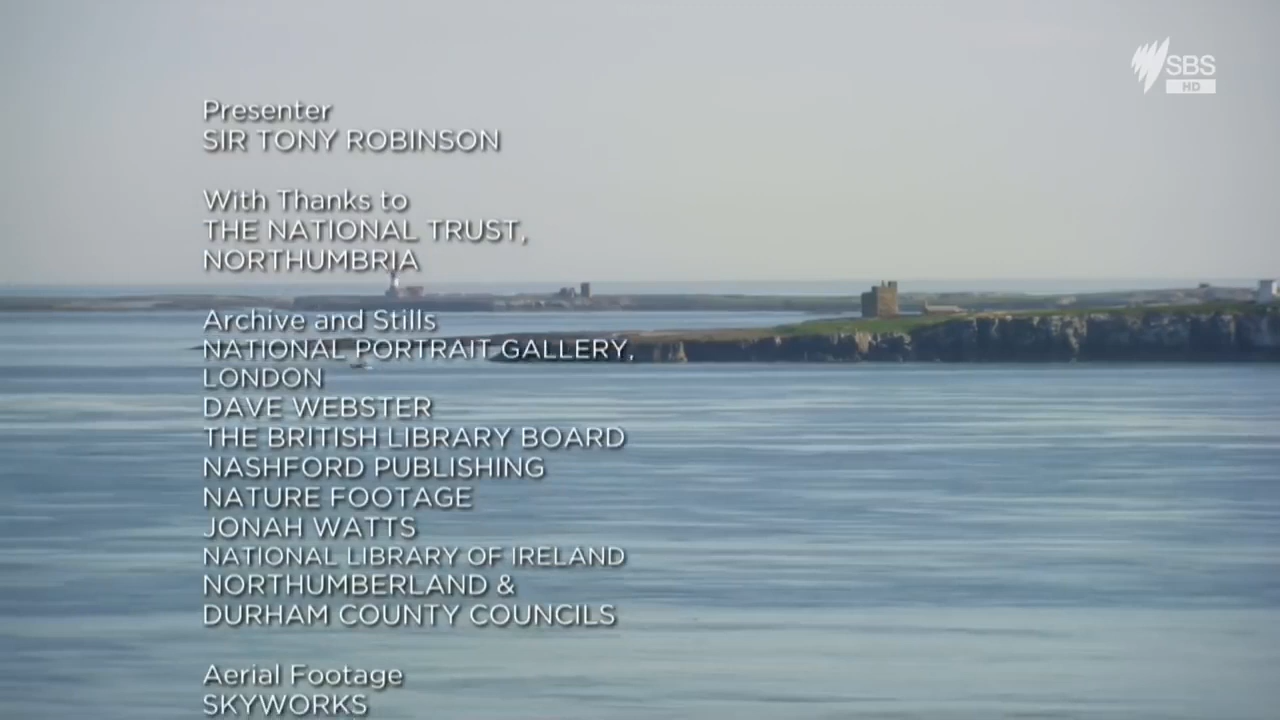 SBS
HD
Presenter
SIR TONY ROBINSON
With Thanks to
THE NATIONAL TRUST,
NORTHUMBRIA
Archive and Stills
NATIONAL PORTRAIT GALLERY,
LONDON
DAVE WEBSTER
THE BRITISH LIBRARY BOARD
NASHFORD PUBLISHING
NATURE FOOTAGE
JONAH WATTS
NATIONAL LIBRARY OF IRELAND
NORTHUMBERLAND &
DURHAM COUNTY COUNCILS
Aerial Footage
SKYWORKS